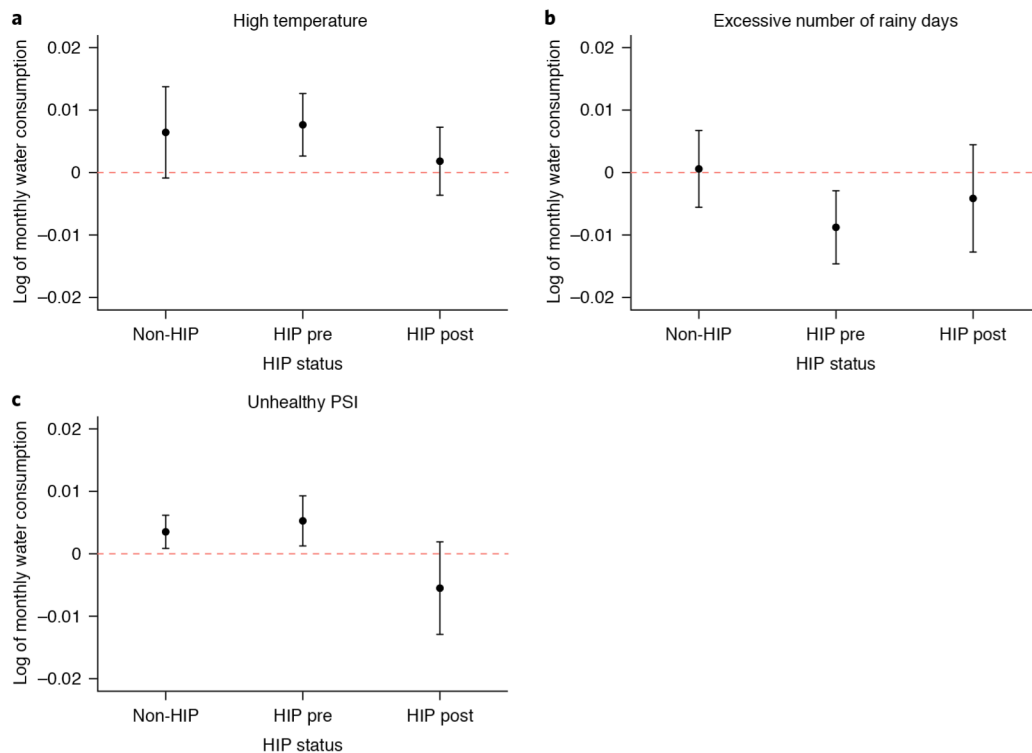 a
High temperature
Log of monthly water consumption
0.02
0.01
0
–0.01
–0.02
Non-HIP HIP pre HIP post
HIP status
b
Excessive number of rainy days
Log of monthly water consumption
0.02
0.01
0
–0.01
–0.02
Non-HIP HIP pre HIP post
HIP status
c
Unhealthy PSI
Log of monthly water consumption
0.02
0.01
0
–0.01
–0.02
Non-HIP HIP pre HIP post
HIP status